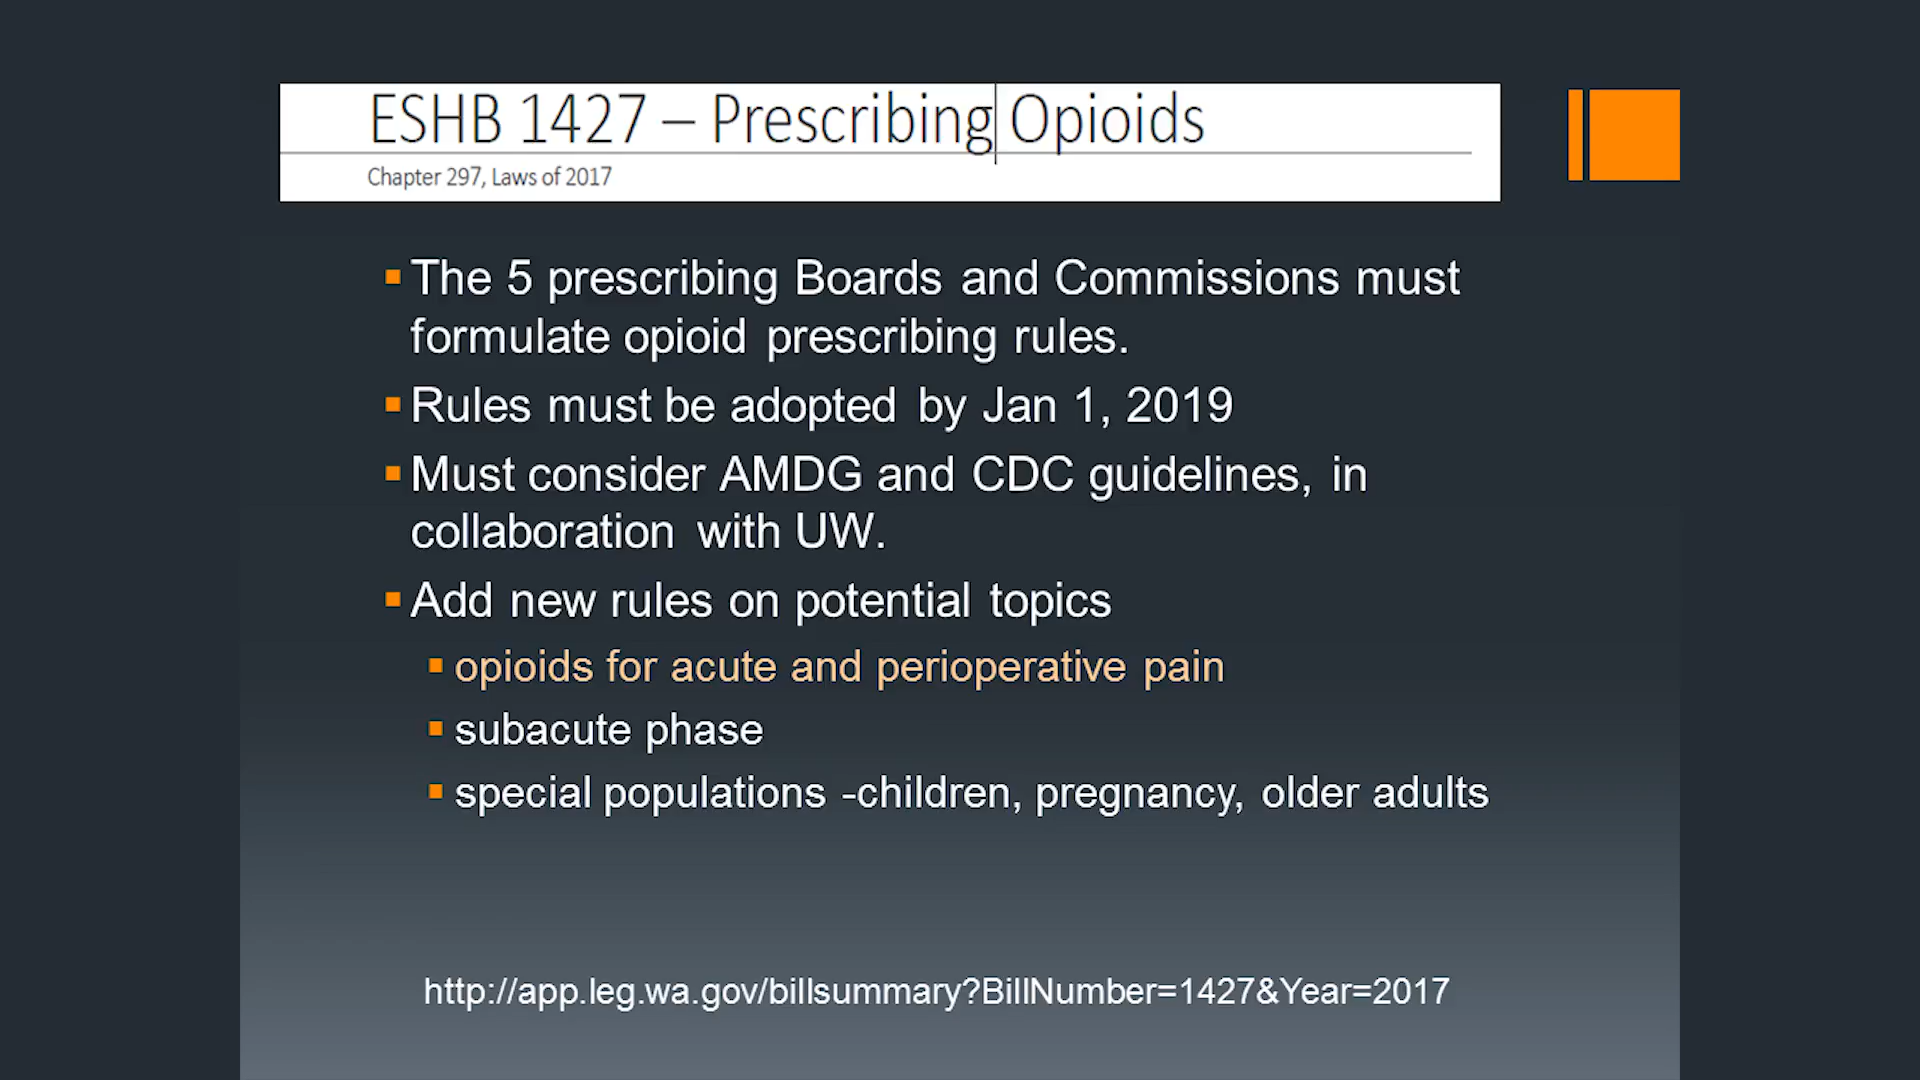 ESHB 1427 – Prescribing Opioids
Chapter 297, Laws of 2017
The 5 prescribing Boards and Commissions must
formulate opioid prescribing rules.
Rules must be adopted by Jan 1, 2019
Must consider AMDG and CDC guidelines, in
collaboration with UW.
Add new rules on potential topics
opioids for acute and perioperative pain
subacute phase
special populations -children, pregnancy, older adults
http://app.leg.wa.gov/billsummary?BillNumber=1427&Year=2017